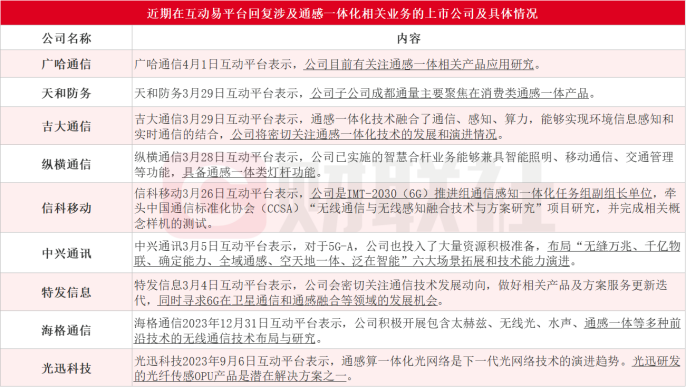 近期在互动易平台回复涉及通感一体化相关业务的上市公司及具体情况
公司名称 内容
广哈通信 广哈通信4月1日互动平台表示，公司目前有关注通感一体相关产品应用研究。
天和防务 天和防务3月29日互动平台表示，公司子公司成都通量主要聚焦在消费类通感一体产品。
吉大通信 吉大通信3月29日互动平台表示，通感一体化技术融合了通信、感知、算力，能够实现环境信息感知和
实时通信的结合，公司将密切关注通感一体化技术的发展和演进情况。
纵横通信 纵横通信3月28日互动平台表示，公司已实施的智慧合杆业务能够兼具智能照明、移动通信、交通管理
等功能，具备通感一体类灯杆功能。
信科移动 信科移动3月26日互动平台表示，公司是IMT-2030（6G）推进组通信感知一体化任务组副组长单位，牵
头中国通信标准化协会（CCSA）“无线通信与无线感知融合技术与方案研究”项目研究，并完成相关概
念样机的测试。
中兴通讯 中兴通讯3月5日互动平台表示，对于5G-A，公司也投入了大量资源积极准备，布局“无缝万兆、千亿物
联、确定能力、全域通感、空天地一体、泛在智能”六大场景拓展和技术能力演进。
特发信息 特发信息3月4日互动平台表示，公司会密切关注通信技术发展动向，做好相关产品及方案服务更新迭
代，同时寻求6G在卫星通信和通感融合等领域的发展机会。
海格通信 海格通信2023年12月31日互动平台表示，公司积极开展包含太赫兹、无线光、水声、通感一体等多种前
沿技术的无线通信技术布局与研究。
光迅科技 光迅科技2023年9月6日互动平台表示，通感算一体化光网络是下一代光网络技术的演进趋势。光迅研发
的光纤传感OPU产品是潜在解决方案之一。
财联社